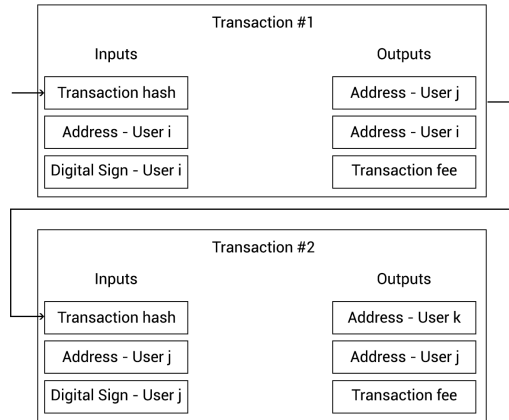 Transaction #1
Inputs Outputs
Transaction hash Address - User j
Address - User i Address - User i
Digital Sign - User i Transaction fee
Transaction #2
Inputs Outputs
Transaction hash Address - User k
Address - User j Address - User j
Digital Sign - User j Transaction fee